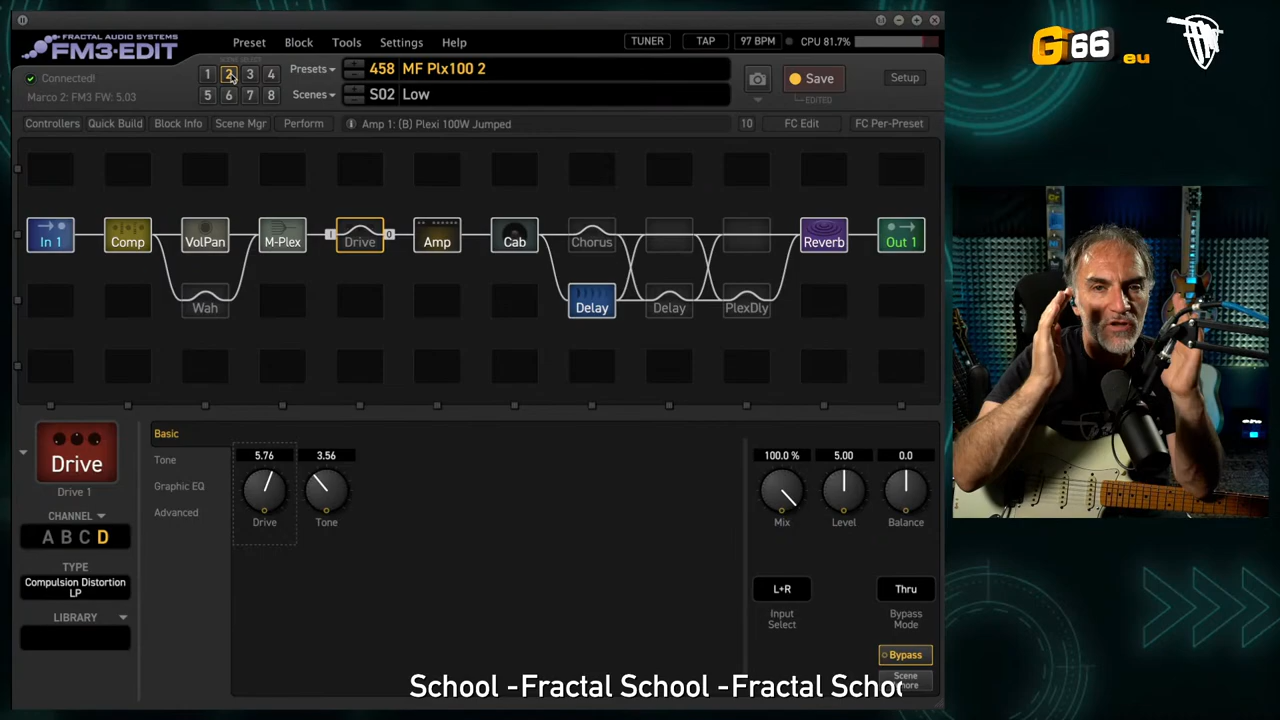 FRACTAL AUDIO SYSTEMS
FM3-EDIT
Preset Block Tools Settings Help
TUNER TAP 97 BPM CPU 81.7%
G66
eu
Connected!
Marco 2: FM3 FW: 5.03
1 2 3 4
5 6 7 8
Presets 458 MF Plx100 2
Scenes S02 Low
Save
EDITED
Setup
Controllers Quick Build Block Info Scene Mgr Perform
Amp 1: (B) Plexi 100W Jumped
10 FC Edit FC Per-Preset
In 1 Comp VolPan M-Plex I Drive O Amp Cab Chorus Reverb Out 1
Wah Delay Delay PlexDly
Drive
Drive 1
CHANNEL
A B C D
TYPE
Compulsion Distortion
LP
LIBRARY
Basic
Tone
Graphic EQ
Advanced
5.76 3.56
Drive Tone
100.0 % 5.00 0.0
Mix Level Balance
L+R Thru
Input
Select
Bypass
Mode
Bypass
Scene
School -Fractal School -Fractal Schoo